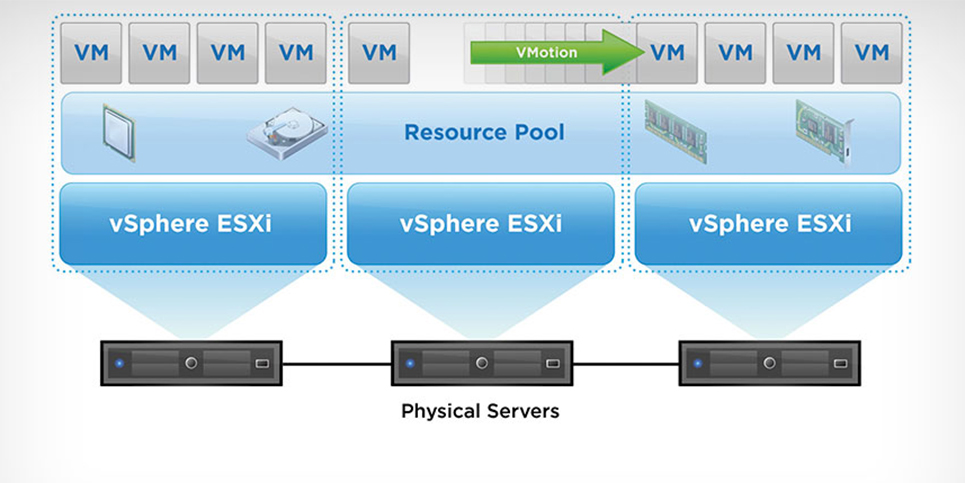 VM VM VM VM VM VMotion VM VM VM VM
Resource Pool
vSphere ESXi vSphere ESXi vSphere ESXi
Physical Servers